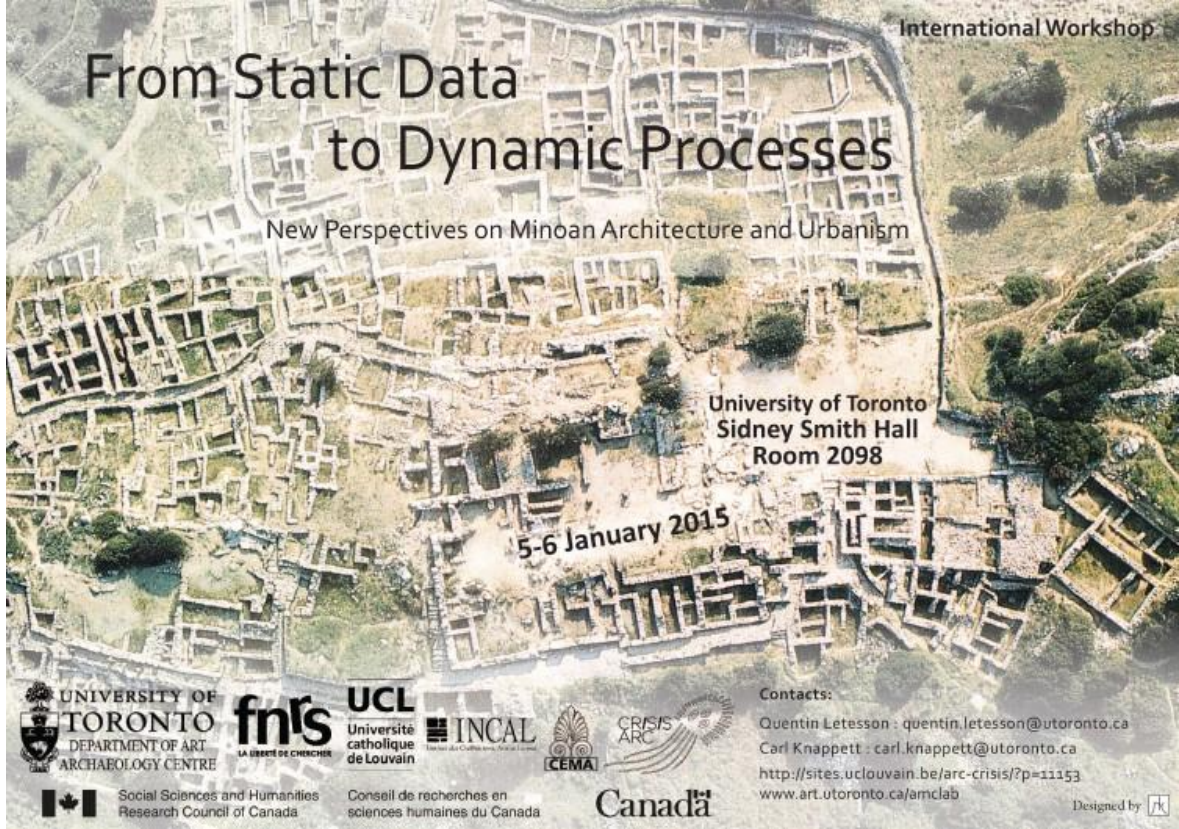 International Workshop
From Static Data
to Dynamic Processes
New Perspectives on Minoan Architecture and Urbanism
University of Toronto
Sidney Smith Hall
Room 2098
5-6 January 2015
UNIVERSITY OF
TORONTO
DEPARTMENT OF ART
ARCHAEOLOGY CENTRE
fnrs
LA LIBERTÉ DE CHERCHER
UCL
Université
catholique
de Louvain
INCAL
CEMA
CRISIS
ARC
Contacts:
Quentin Letesson : quentin.letesson@utoronto.ca
Carl Knappett : carl.knappett@utoronto.ca
http://sites.uclouvain.be/arc-crisis/?p=11153
www.art.utoronto.ca/amclab
Social Sciences and Humanities
Research Council of Canada
Conseil de recherches en
sciences humaines du Canada
Canada
Designed by